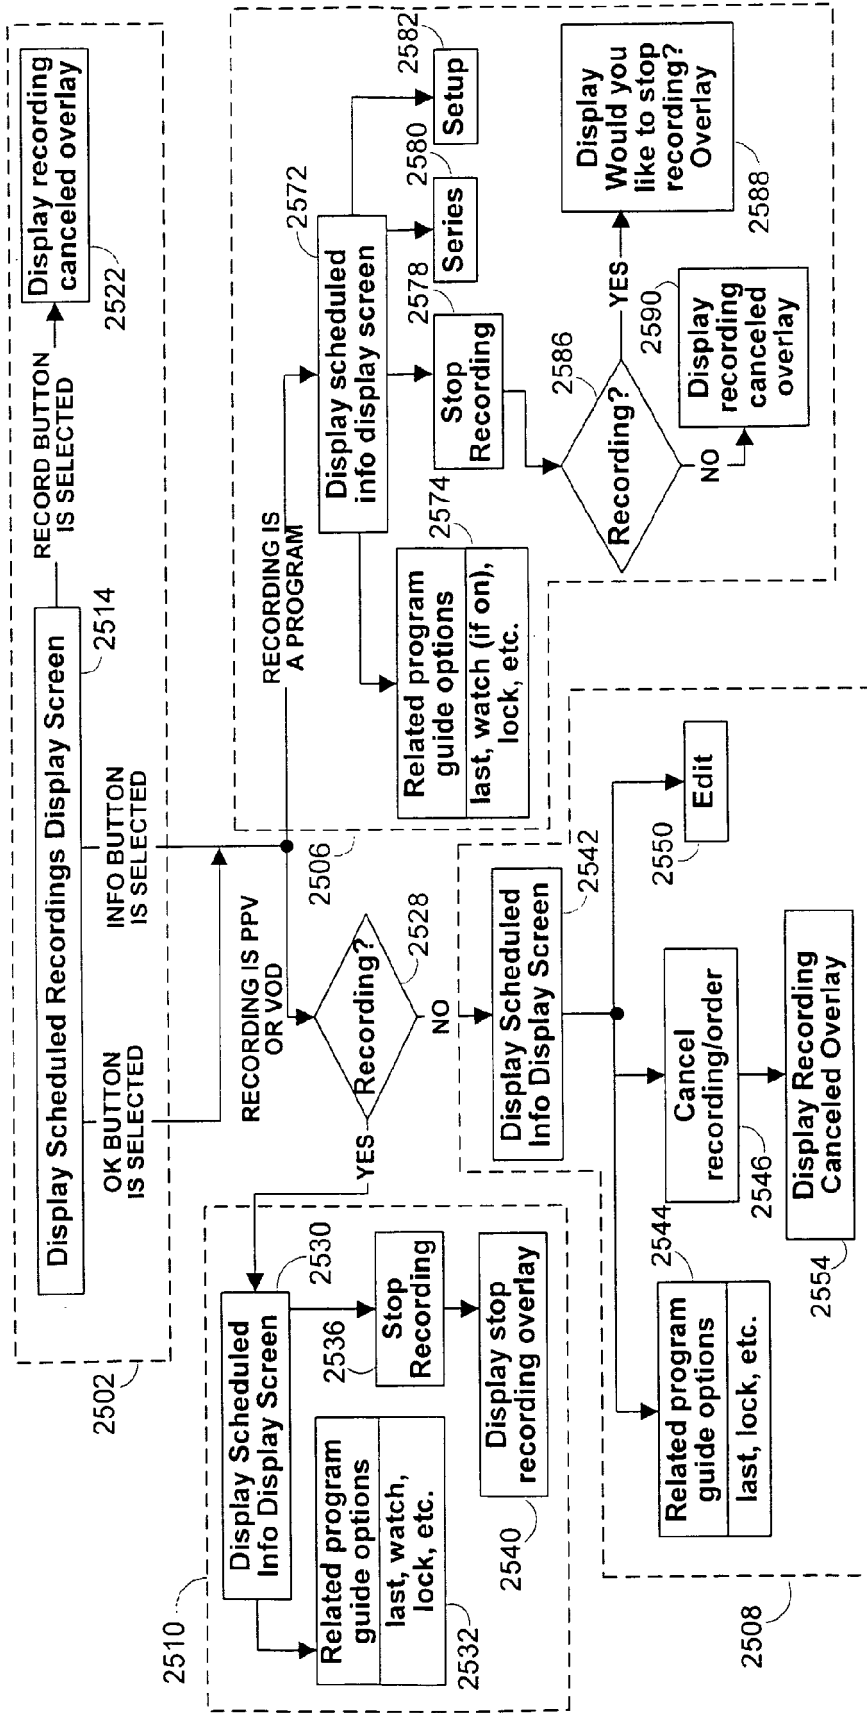 Display Scheduled Recordings Display Screen
2514
RECORD BUTTON
IS SELECTED
Display recording
canceled overlay
2522
2502
OK BUTTON
IS SELECTED
INFO BUTTON
IS SELECTED
RECORDING IS PPV
OR VOD
RECORDING IS
A PROGRAM
2510
Display Scheduled
Info Display Screen
2530
Related program
guide options
last, watch,
lock, etc.
2532
2536
Stop
Recording
Display stop
recording overlay
2540
YES
Recording?
2528
NO
2506
Display scheduled
info display screen
2572
Related program
guide options
last, watch (if on),
lock, etc.
2574
Stop
Recording
2578
Series
2580
Setup
2582
Recording?
2586
YES
Display
Would you
like to stop
recording?
Overlay
2588
NO
Display
recording
canceled
overlay
2590
Display Scheduled
Info Display Screen
2542
2508
Related program
guide options
last, lock, etc.
2544
Cancel
recording/order
2546
Display Recording
Canceled Overlay
2554
Edit
2550